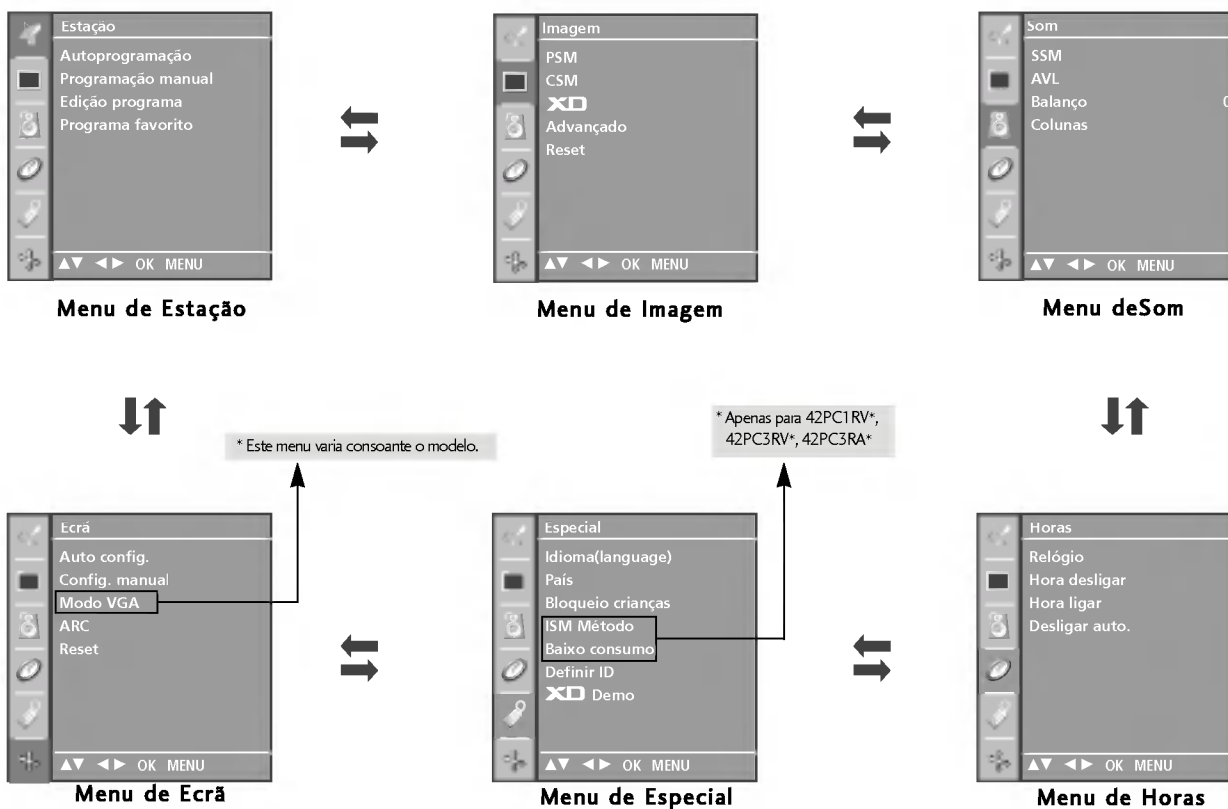 Estação
Autoprogramação
Programação manual
Edição programa
Programa favorito
▲▼ ◄► OK MENU
Menu de Estação
Imagem
PSM
CSM
XD
Advançado
Reset
▲▼ ◄► OK MENU
Menu de Imagem
Som
SSM
AVL
Balanço 0
Colunas
▲▼ ◄► OK MENU
Menu deSom
* Este menu varia consoante o modelo.
* Apenas para 42PC1RV*,
42PC3RV*, 42PC3RA*
Ecrá
Auto config.
Config. manual
Modo VGA
ARC
Reset
▲▼ ◄► OK MENU
Menu de Ecrã
Especial
Idioma(language)
País
Bloqueio crianças
ISM Método
Baixo consumo
Definir ID
XD Demo
▲▼ ◄► OK MENU
Menu de Especial
Horas
Relógio
Hora desligar
Hora ligar
Desligar auto.
▲▼ ◄► OK MENU
Menu de Horas